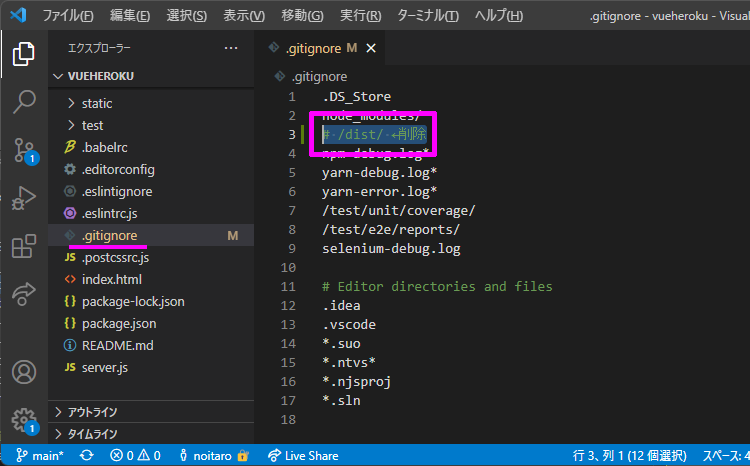 ファイル(F) 編集(E) 選択(S) 表示(V) 移動(G) 実行(R) ターミナル(T) ヘルプ(H) .gitignore - vueheroku - Visual
エクスプローラー ···
VUEHEROKU
static
test
.babelrc
.editorconfig
.eslintignore
.eslintrc.js
.gitignore M
.postcssrc.js
index.html
package-lock.json
package.json
README.md
server.js
アウトライン
タイムライン
.gitignore M ×
.gitignore
1 .DS_Store
2 node_modules/
3 # /dist/ ←削除
4 npm-debug.log*
5 yarn-debug.log*
6 yarn-error.log*
7 /test/unit/coverage/
8 /test/e2e/reports/
9 selenium-debug.log
10
11 # Editor directories and files
12 .idea
13 .vscode
14 *.suo
15 *.ntvs*
16 *.njsproj
17 *.sln
18
1
1
main* 0 0 noitaro Live Share 行 3、列 1 (12 個選択) スペース: 4